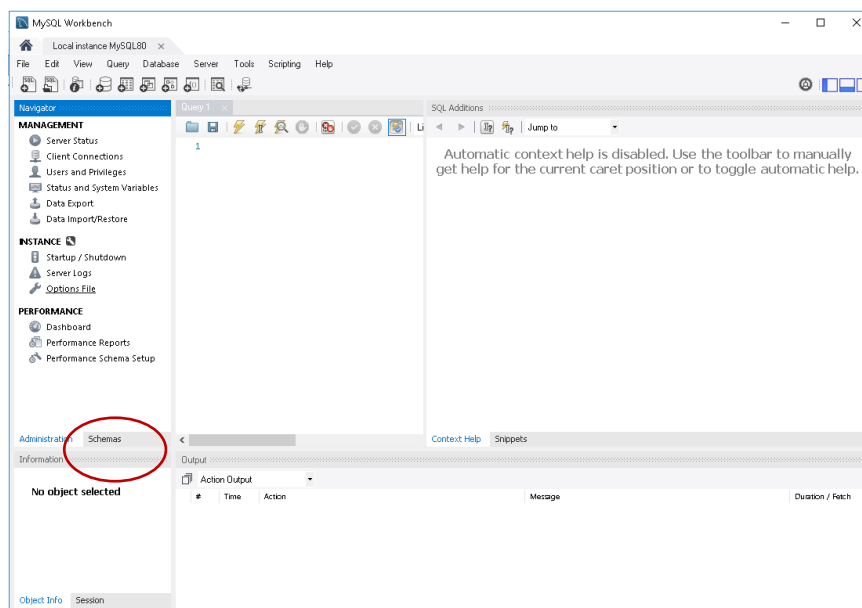 MySQL Workbench
Local instance MySQL80
File Edit View Query Database Server Tools Scripting Help
Navigator
MANAGEMENT
Server Status
Client Connections
Users and Privileges
Status and System Variables
Data Export
Data Import/Restore
INSTANCE
Startup / Shutdown
Server Logs
Options File
PERFORMANCE
Dashboard
Performance Reports
Performance Schema Setup
Administration Schemas
Query 1
Li
1
SQL Additions
Jump to
Automatic context help is disabled. Use the toolbar to manually
get help for the current caret position or to toggle automatic help.
Context Help Snippets
Information
No object selected
Object Info Session
Output
Action Output
# Time Action Message Duration / Fetch